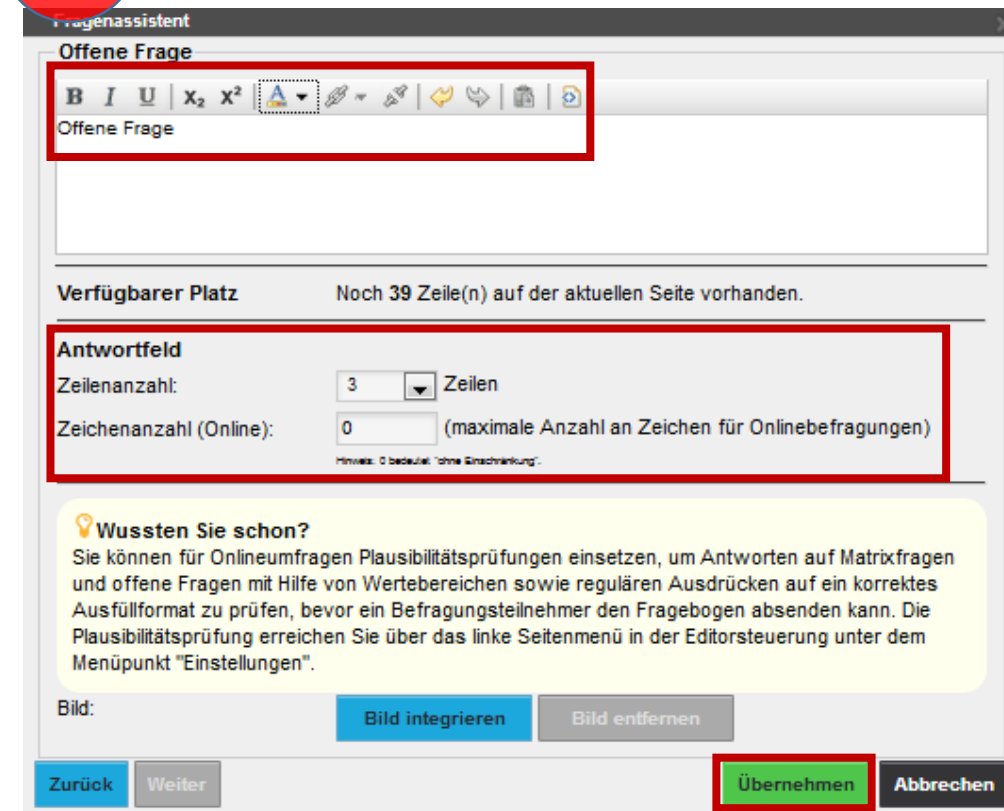 Fragenassistent
Offene Frage
B I U X₂ X² A
Offene Frage
Verfügbarer Platz Noch 39 Zeile(n) auf der aktuellen Seite vorhanden.
Antwortfeld
Zeilenanzahl: 3 Zeilen
Zeichenanzahl (Online): 0 (maximale Anzahl an Zeichen für Onlinebefragungen)
Hinweis: 0 bedeutet "ohne Einschränkung".
Wussten Sie schon?
Sie können für Onlineumfragen Plausibilitätsprüfungen einsetzen, um Antworten auf Matrixfragen
und offene Fragen mit Hilfe von Wertebereichen sowie regulären Ausdrücken auf ein korrektes
Ausfüllformat zu prüfen, bevor ein Befragungsteilnehmer den Fragebogen absenden kann. Die
Plausibilitätsprüfung erreichen Sie über das linke Seitenmenü in der Editorsteuerung unter dem
Menüpunkt "Einstellungen".
Bild: Bild integrieren Bild entfernen
Zurück Weiter Übernehmen Abbrechen